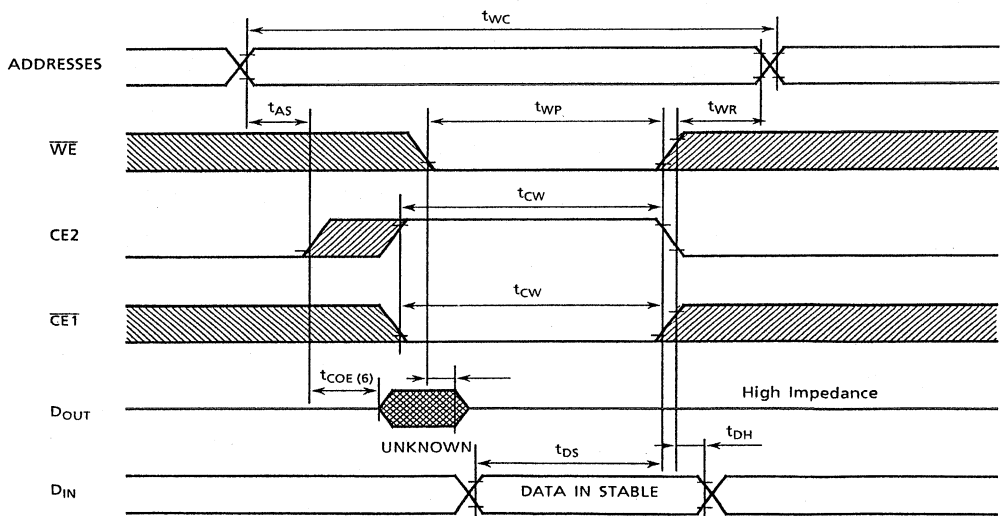 tWC
ADDRESSES
tAS
tWP
tWR
WE
tCW
CE2
tCW
CE1
tCOE (6)
High Impedance
DOUT
UNKNOWN
tDH
tDS
DIN
DATA IN STABLE